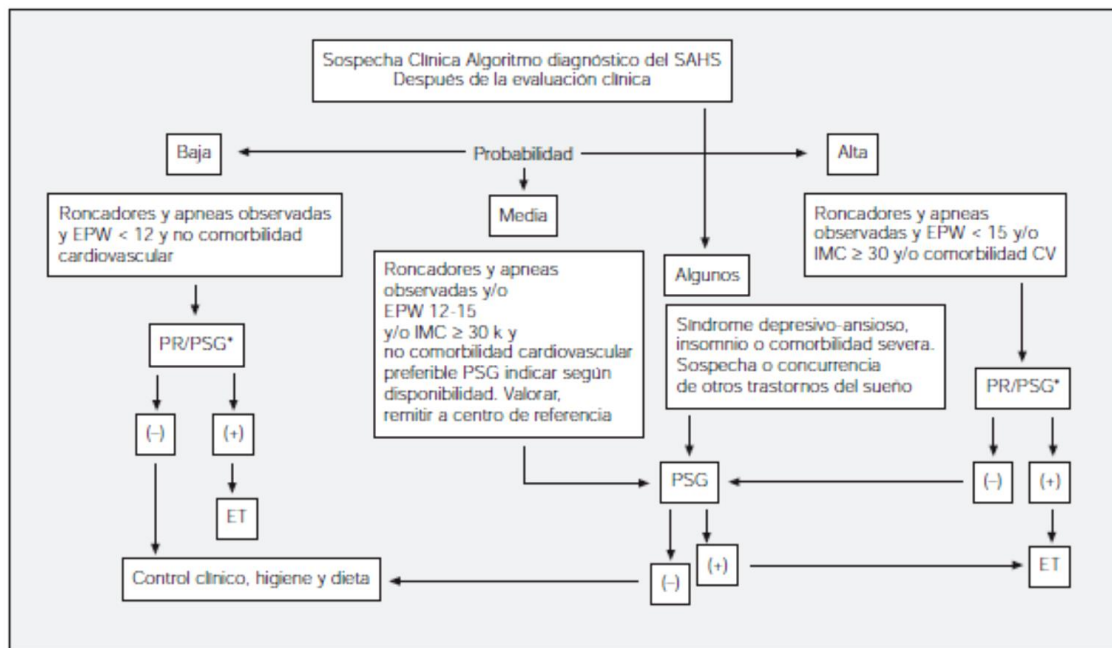 Sospecha Clínica Algoritmo diagnóstico del SAHS
Después de la evaluación clínica
Baja
Probabilidad
Alta
Roncadores y apneas observadas
y EPW < 12 y no comorbilidad
cardiovascular
Media
Roncadores y apneas
observadas y EPW < 15 y/o
IMC ≥ 30 y/o comorbilidad CV
Roncadores y apneas
observadas y/o
EPW 12-15
y/o IMC ≥ 30 k y
no comorbilidad cardiovascular
preferible PSG indicar según
disponibilidad. Valorar,
remitir a centro de referencia
Algunos
Síndrome depresivo-ansioso,
insomnio o comorbilidad severa.
Sospecha o concurrencia
de otros trastornos del sueño
PR/PSG*
PR/PSG*
(–)
(+)
PSG
(–)
(+)
ET
Control clínico, higiene y dieta
(–)
(+)
ET